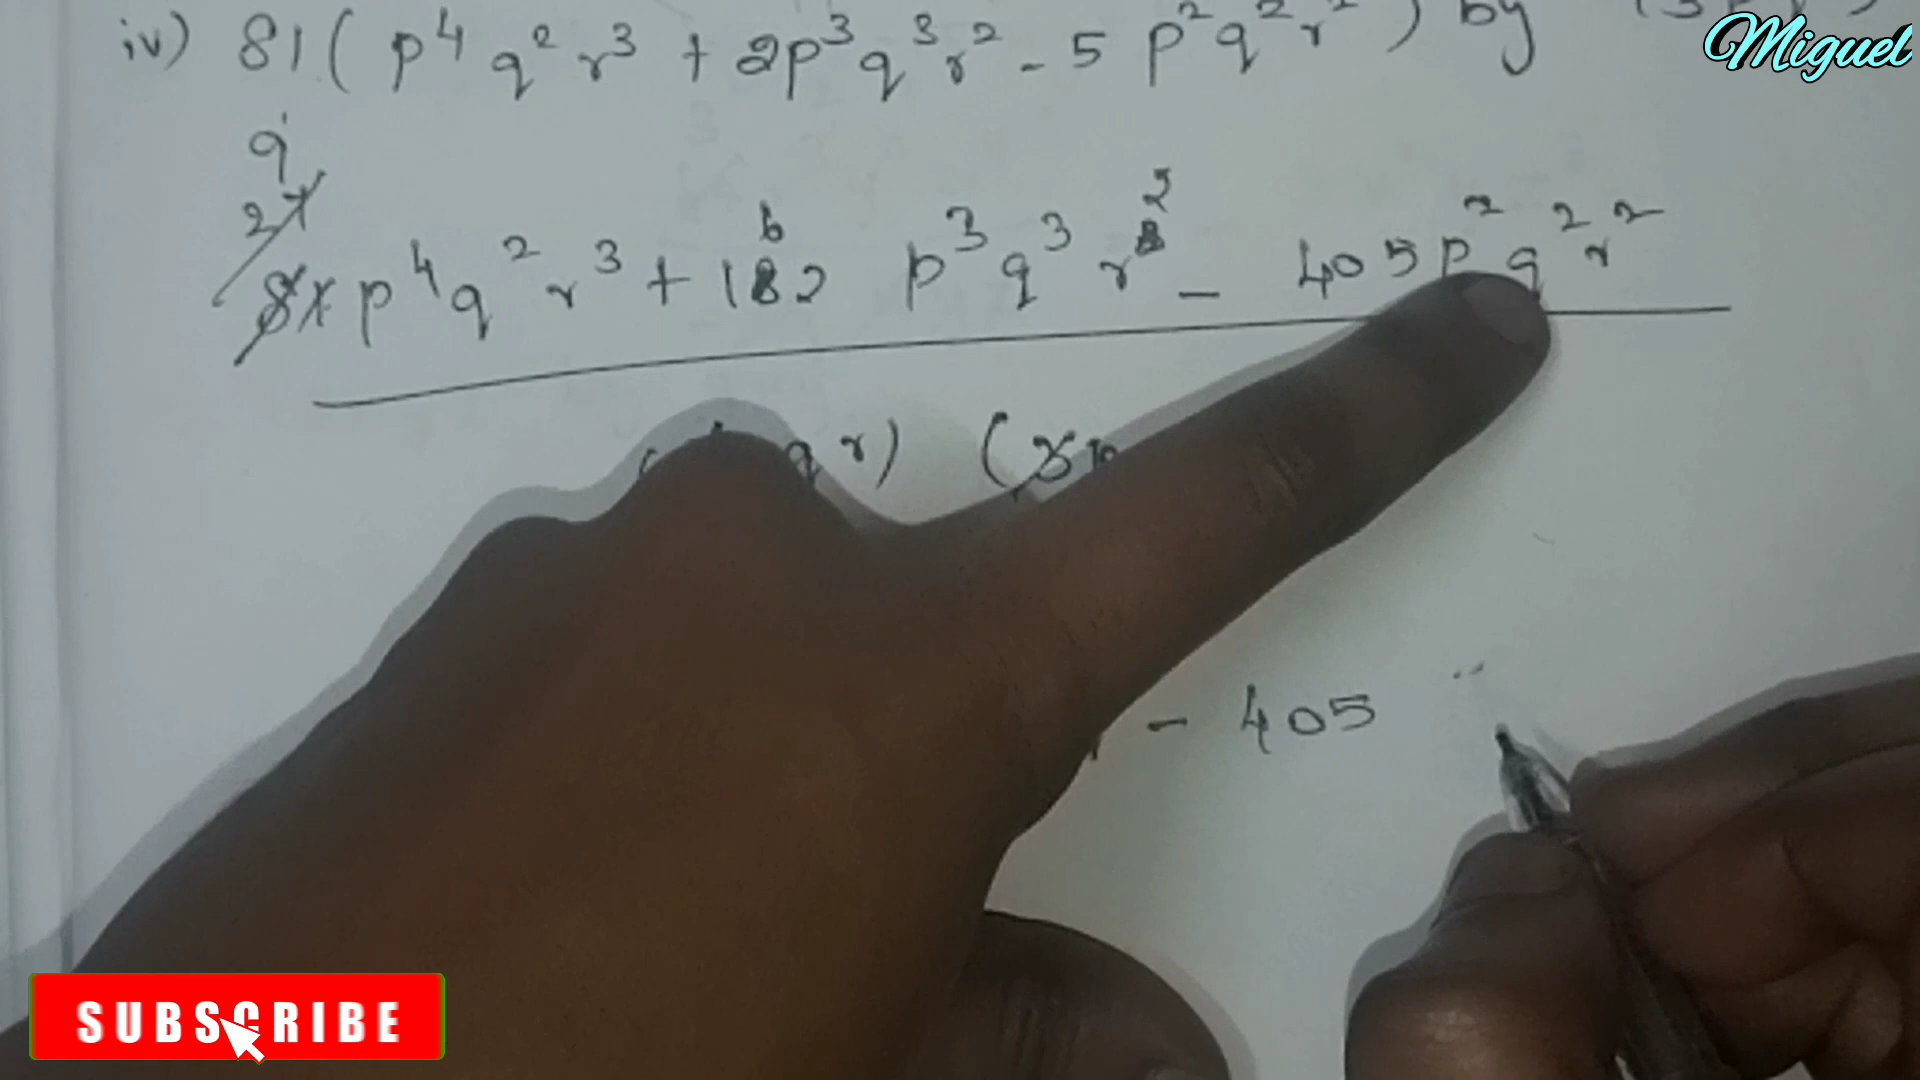 iv) 81 ( p⁴ q² r³ + 2p³ q³ r² - 5 p² q² r² ) by
Miguel
9
27
81 p⁴ q² r³ + 162 p³ q³ r² - 405 p² q² r²
q r) (3p
- 405
SUBSCRIBE